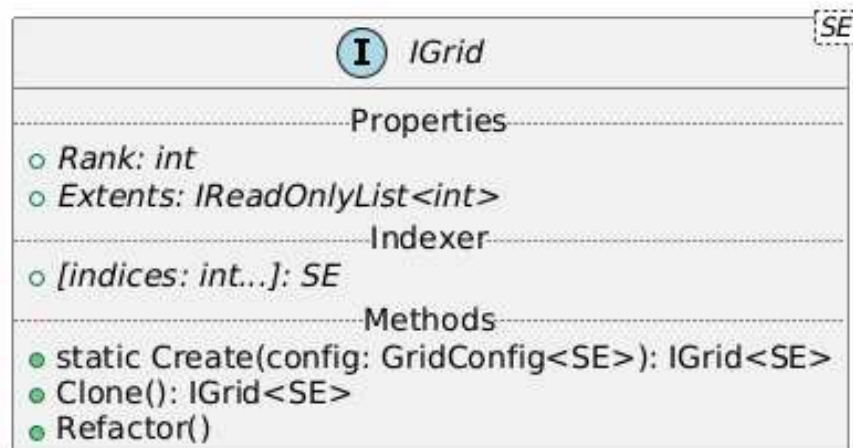 SE
I IGrid
Properties
Rank: int
Extents: IReadOnlyList<int>
Indexer
[indices: int...]: SE
Methods
static Create(config: GridConfig<SE>): IGrid<SE>
Clone(): IGrid<SE>
Refactor()